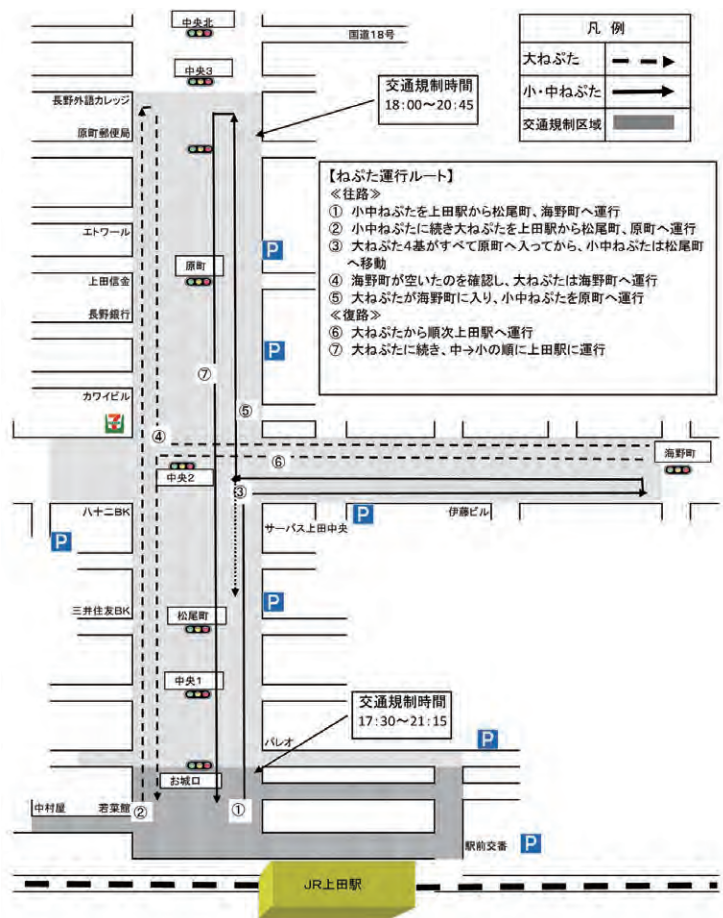 中央北
国道18号
中央3
凡 例
大ねぷた
小・中ねぷた
交通規制区域
長野外語カレッジ
交通規制時間
18:00～20:45
原町郵便局
【ねぷた運行ルート】
≪往路≫
① 小中ねぷたを上田駅から松尾町、海野町へ運行
② 小中ねぷたに続き大ねぷたを上田駅から松尾町、原町へ運行
③ 大ねぷた4基がすべて原町へ入ってから、小中ねぷたは松尾町
へ移動
④ 海野町が空いたのを確認し、大ねぷたは海野町へ運行
⑤ 大ねぷたが海野町に入り、小中ねぷたを原町へ運行
≪復路≫
⑥ 大ねぷたから順次上田駅へ運行
⑦ 大ねぷたに続き、中→小の順に上田駅に運行
エトワール
P
原町
上田信金
長野銀行
P
⑦
カワイビル
⑤
7
④
海野町
⑥
中央2
③
八十二BK
P
サーパス上田中央
P
伊藤ビル
三井住友BK
松尾町
P
中央1
交通規制時間
17:30～21:15
パレオ
P
お城口
中村屋
若菜館
②
①
駅前交番
P
JR上田駅